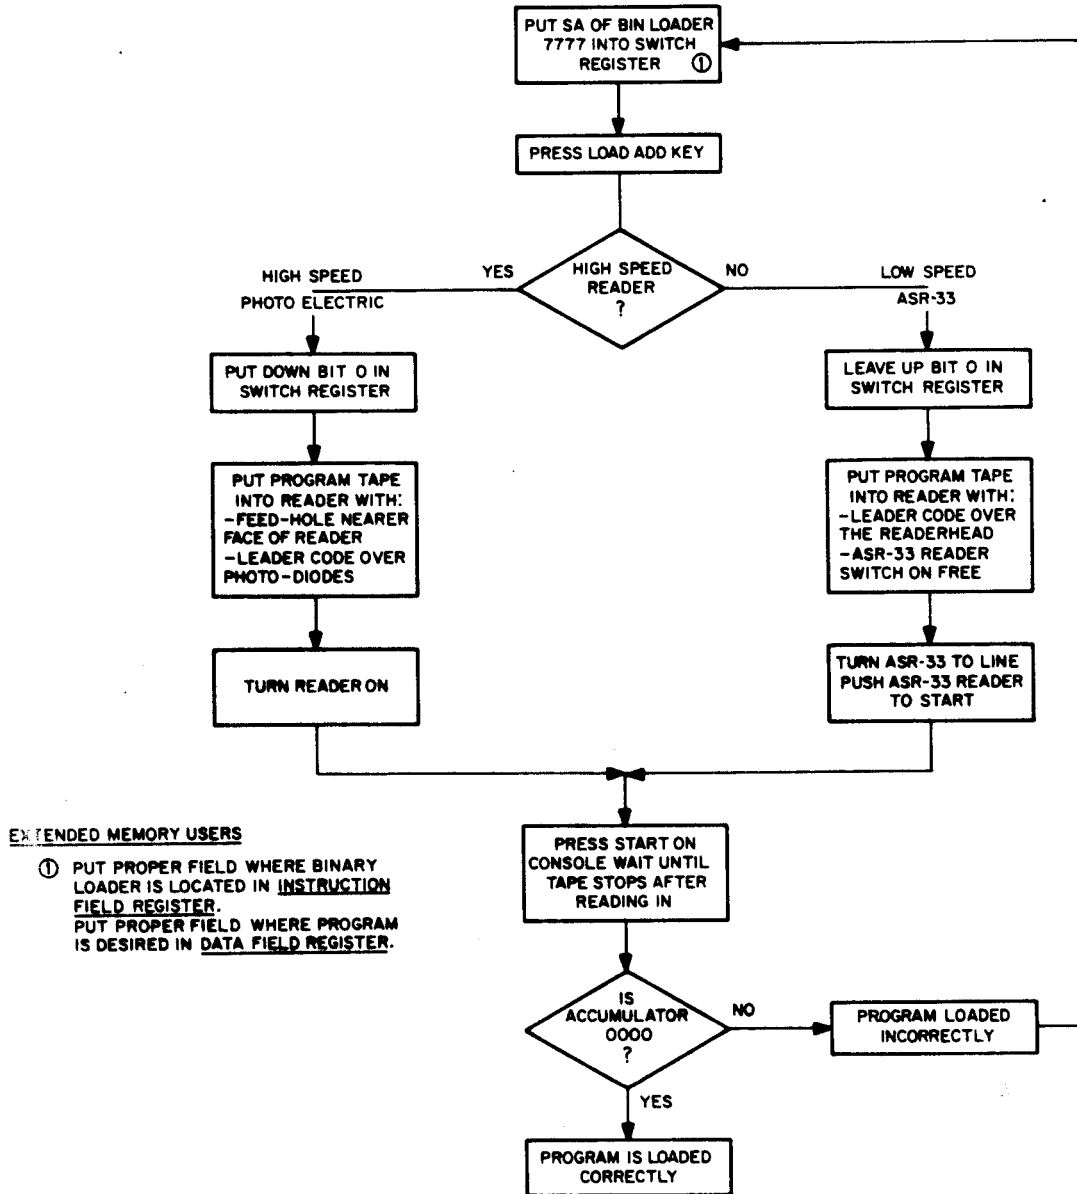 PUT SA OF BIN LOADER
7777 INTO SWITCH
REGISTER ①
PRESS LOAD ADD KEY
HIGH SPEED
READER
?
YES
NO
HIGH SPEED
PHOTO ELECTRIC
LOW SPEED
ASR-33
PUT DOWN BIT 0 IN
SWITCH REGISTER
LEAVE UP BIT 0 IN
SWITCH REGISTER
PUT PROGRAM TAPE
INTO READER WITH:
-FEED-HOLE NEARER
FACE OF READER
-LEADER CODE OVER
PHOTO-DIODES
PUT PROGRAM TAPE
INTO READER WITH:
-LEADER CODE OVER
THE READERHEAD
-ASR-33 READER
SWITCH ON FREE
TURN READER ON
TURN ASR-33 TO LINE
PUSH ASR-33 READER
TO START
EXTENDED MEMORY USERS
① PUT PROPER FIELD WHERE BINARY
LOADER IS LOCATED IN INSTRUCTION
FIELD REGISTER.
PUT PROPER FIELD WHERE PROGRAM
IS DESIRED IN DATA FIELD REGISTER.
PRESS START ON
CONSOLE WAIT UNTIL
TAPE STOPS AFTER
READING IN
IS
ACCUMULATOR
0000
?
NO
PROGRAM LOADED
INCORRECTLY
YES
PROGRAM IS LOADED
CORRECTLY